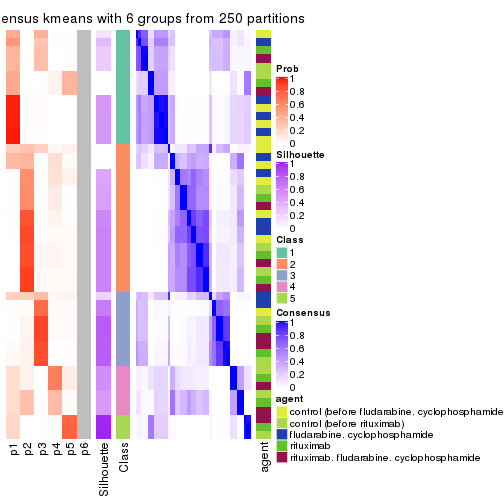 ensus kmeans with 6 groups from 250 partitions
Prob
1
0.8
0.6
0.4
0.2
0
Silhouette
1
0.8
0.6
0.4
0.2
0
Class
1
2
3
4
5
Consensus
1
0.8
0.6
0.4
0.2
0
agent
control (before fludarabine, cyclophosphamide
control (before rituximab)
fludarabine, cyclophosphamide
rituximab
rituximab, fludarabine, cyclophosphamide
p1
p2
p3
p4
p5
p6
Silhouette
Class
agent